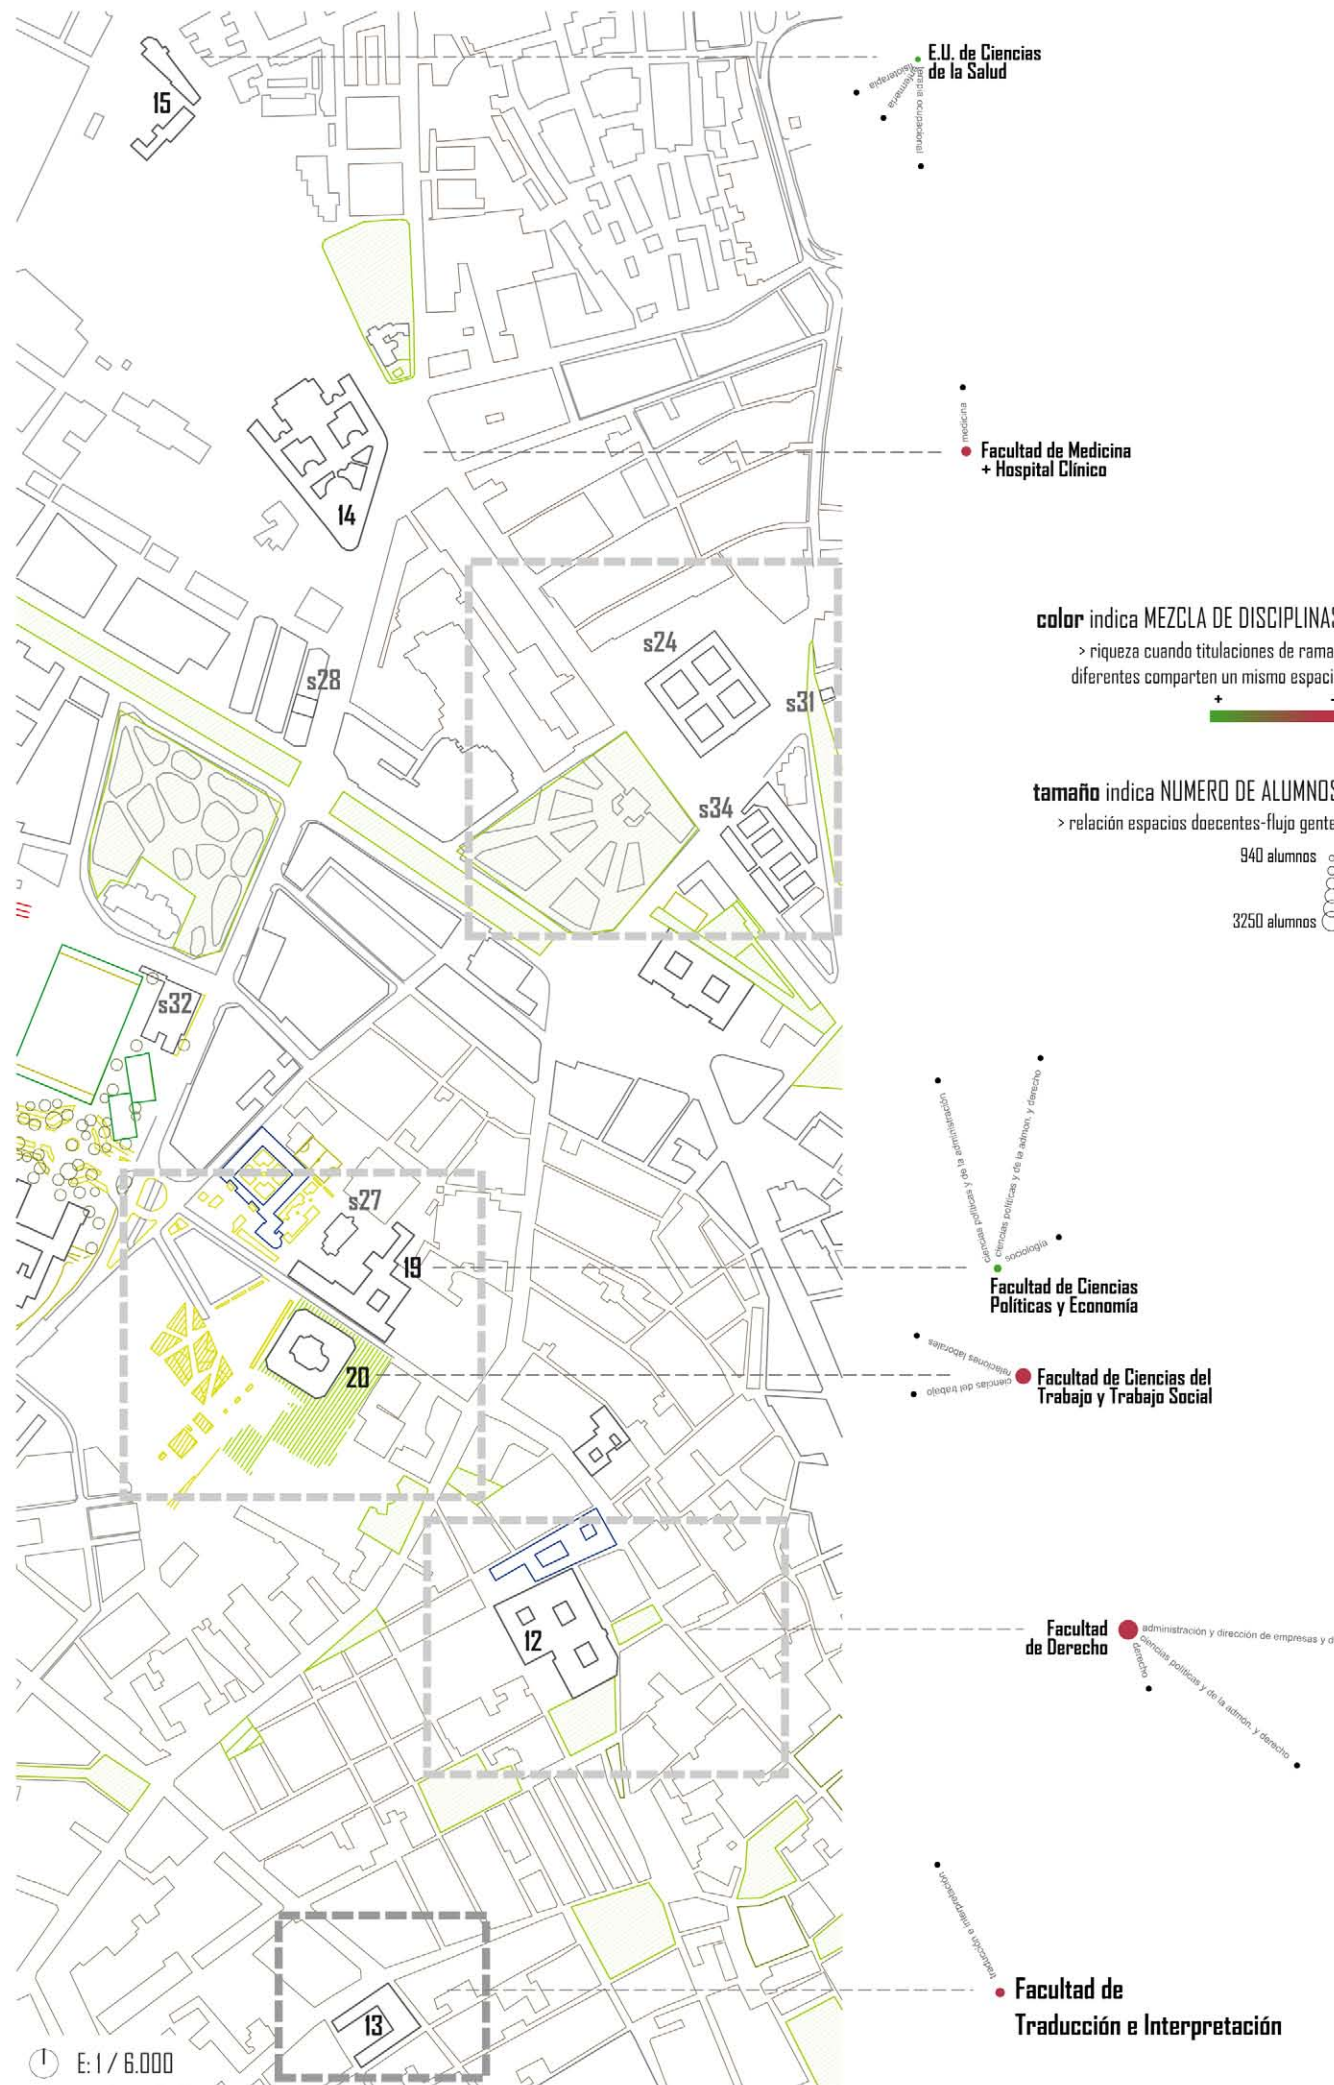 E.U. de Ciencias
de la Salud
fisioterapia
enfermería
terapia ocupacional
15
medicina
Facultad de Medicina
+ Hospital Clínico
14
color indica MEZCLA DE DISCIPLINAS
> riqueza cuando titulaciones de rama
diferentes comparten un mismo espaci
+
s24
s28
s31
tamaño indica NUMERO DE ALUMNOS
> relación espacios doecentes-flujo gente
940 alumnos
3250 alumnos
s34
s32
ciencias políticas y de la administración
ciencias políticas y de la admon. y derecho
sociología
s27
19
Facultad de Ciencias
Políticas y Economía
relaciones laborales
ciencias del trabajo
20
Facultad de Ciencias del
Trabajo y Trabajo Social
12
Facultad
de Derecho
administración y dirección de empresas y d
ciencias políticas y de la admón. y derecho
derecho
traducción e interpretación
Facultad de
Traducción e Interpretación
13
E: 1 / 6.000